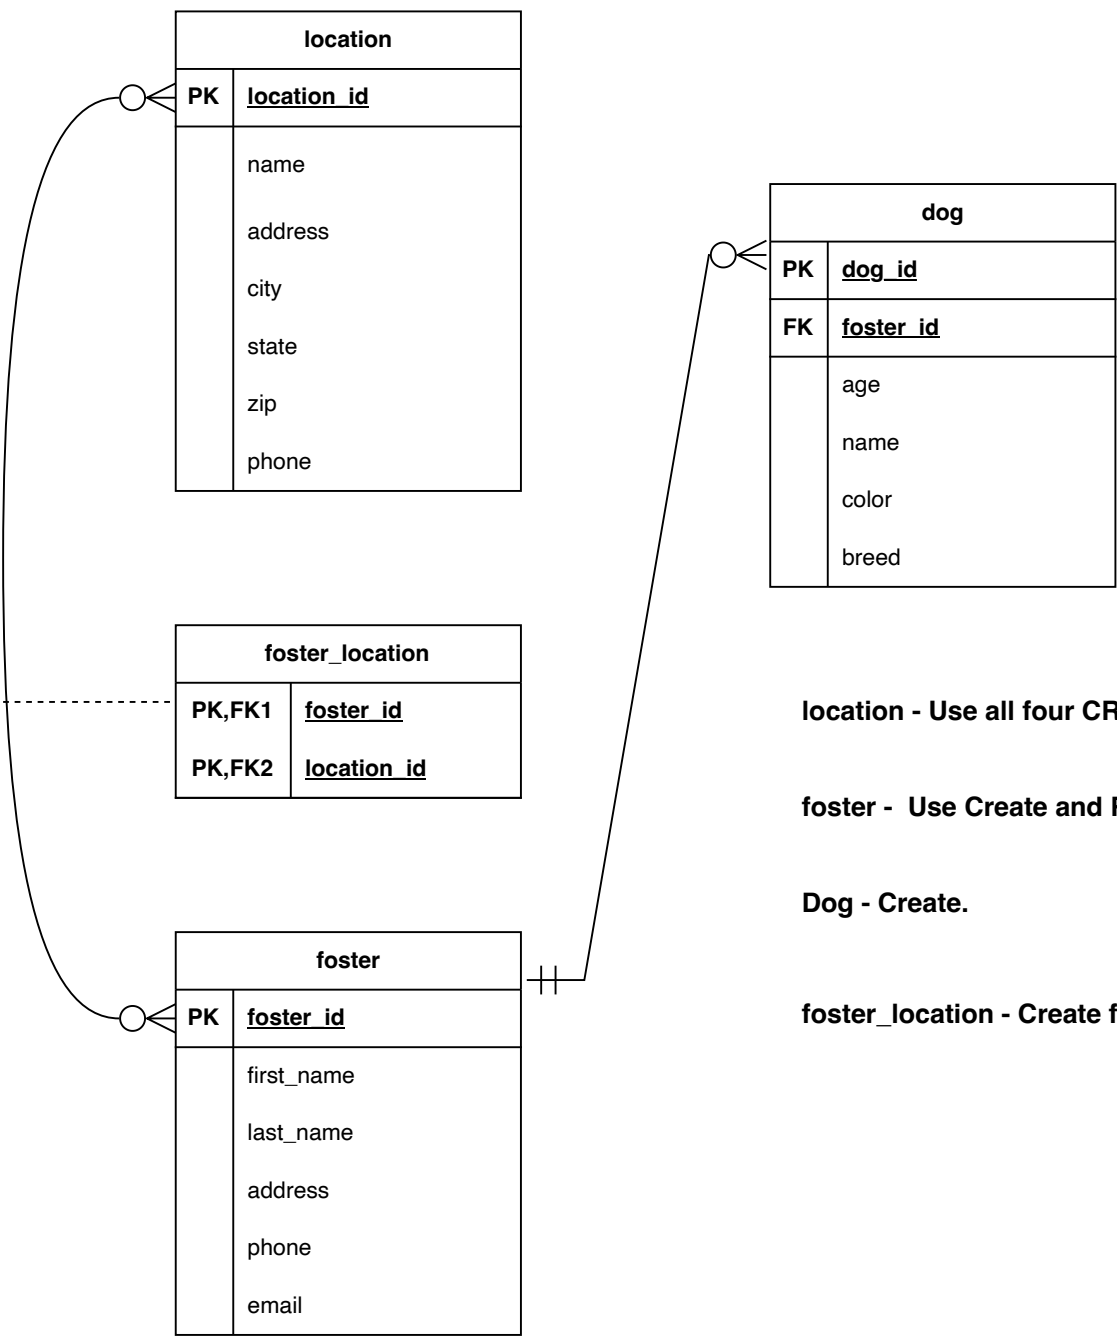 location
PK location_id
name
address
city
state
zip
phone
dog
PK dog_id
FK foster_id
age
name
color
breed
foster_location
PK,FK1 foster_id
PK,FK2 location_id
location - Use all four
foster - Use Create and
Dog - Create.
foster_location - Create
foster
PK foster_id
first_name
last_name
address
phone
email